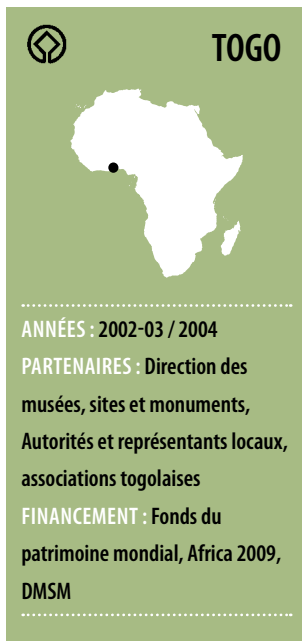 TOGO
ANNÉES : 2002-03 / 2004
PARTENAIRES : Direction des
musées, sites et monuments,
Autorités et représentants locaux,
associations togolaises
FINANCEMENT : Fonds du
patrimoine mondial, Africa 2009,
DMSM